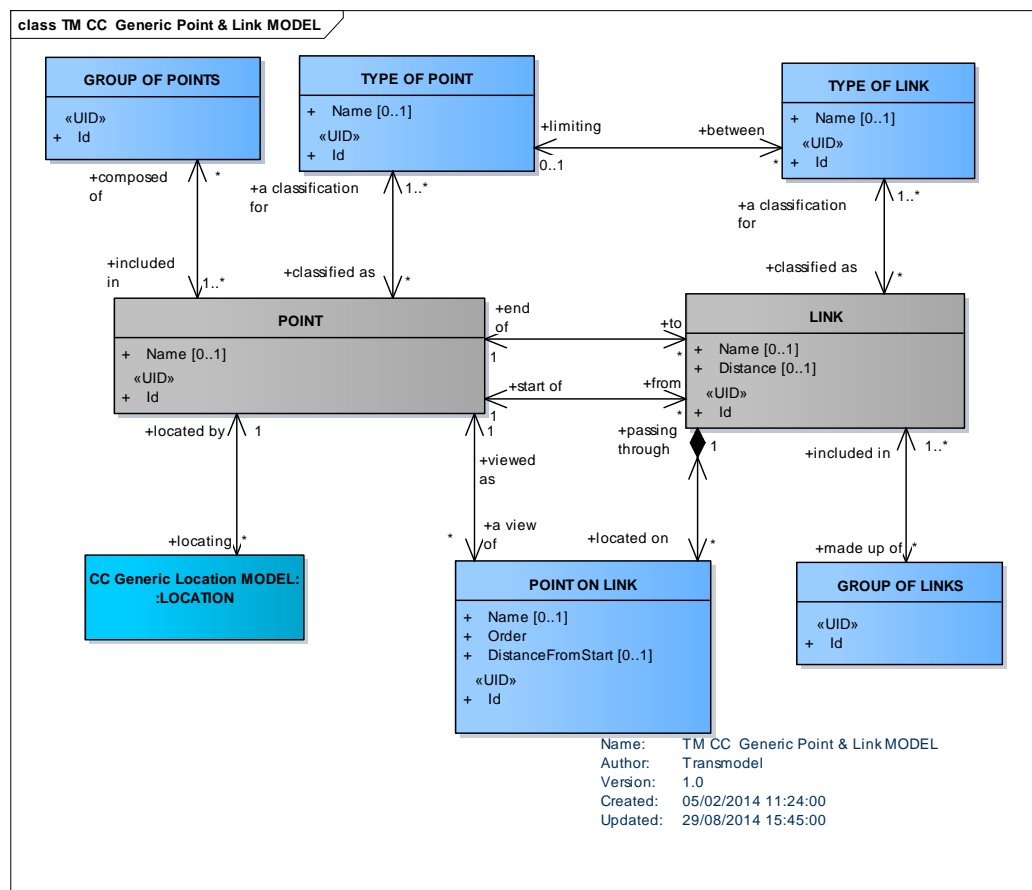 class TM CC  Generic Point & Link MODEL
GROUP OF POINTS
«UID»
+ Id
TYPE OF POINT
+ Name [0..1]
«UID»
+ Id
TYPE OF LINK
+ Name [0..1]
«UID»
+ Id
+limiting
0..1
+between
*
+composed
of
*
+included
in
1..*
+a classification
for
1..*
+classified as
*
+a classification
for
1..*
+classified as
*
POINT
+ Name [0..1]
«UID»
+ Id
LINK
+ Name [0..1]
+ Distance [0..1]
«UID»
+ Id
+end
of
1
+to
*
+start of
1
+from
*
+located by
1
+locating
*
1
+viewed
as
+a view
of
*
+passing
through
1
+located on
*
+included in
1..*
+made up of
*
CC Generic Location MODEL:
:LOCATION
POINT ON LINK
+ Name [0..1]
+ Order
+ DistanceFromStart [0..1]
«UID»
+ Id
GROUP OF LINKS
«UID»
+ Id
Name: TM CC  Generic Point & Link MODEL
Author: Transmodel
Version: 1.0
Created: 05/02/2014 11:24:00
Updated: 29/08/2014 15:45:00